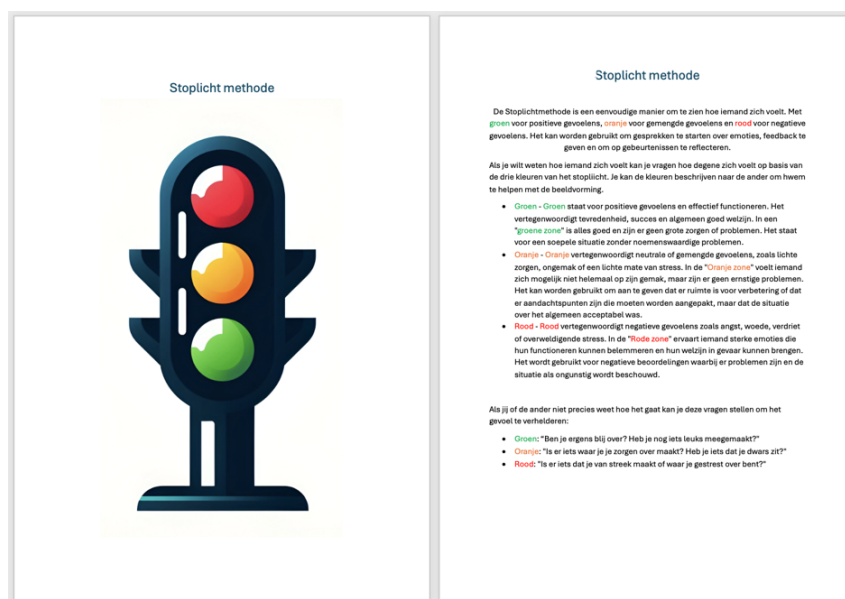 Stoplicht methode
Stoplicht methode
De Stoplichtmethode is een eenvoudige manier om te zien hoe iemand zich voelt. Met
groen voor positieve gevoelens, oranje voor gemengde gevoelens en rood voor negatieve
gevoelens. Het kan worden gebruikt om gesprekken te starten over emoties, feedback te
geven en om op gebeurtenissen te reflecteren.
Als je wilt weten hoe iemand zich voelt kan je vragen hoe degene zich voelt op basis van
de drie kleuren van het stoplicht. Je kan de kleuren beschrijven naar de ander om hwem
te helpen met de beeldvorming.
• Groen - Groen staat voor positieve gevoelens en effectief functioneren. Het
vertegenwoordigt tevredenheid, succes en algemeen goed welzijn. In een
"groene zone" is alles goed en zijn er geen grote zorgen of problemen. Het staat
voor een soepele situatie zonder noemenswaardige problemen.
• Oranje - Oranje vertegenwoordigt neutrale of gemengde gevoelens, zoals lichte
zorgen, ongemak of een lichte mate van stress. In de "Oranje zone" voelt iemand
zich mogelijk niet helemaal op zijn gemak, maar zijn er geen ernstige problemen.
Het kan worden gebruikt om aan te geven dat er ruimte is voor verbetering of dat
er aandachtspunten zijn die moeten worden aangepakt, maar dat de situatie
over het algemeen acceptabel was.
• Rood - Rood vertegenwoordigt negatieve gevoelens zoals angst, woede, verdriet
of overweldigende stress. In de "Rode zone" ervaart iemand sterke emoties die
hun functioneren kunnen belemmeren en hun welzijn in gevaar kunnen brengen.
Het wordt gebruikt voor negatieve beoordelingen waarbij er problemen zijn en de
situatie als ongunstig wordt beschouwd.
Als jij of de ander niet precies weet hoe het gaat kan je deze vragen stellen om het
gevoel te verhelderen:
• Groen: "Ben je ergens blij over? Heb je nog iets leuks meegemaakt?"
• Oranje: "Is er iets waar je je zorgen over maakt? Heb je iets dat je dwars zit?"
• Rood: "Is er iets dat je van streek maakt of waar je gestrest over bent?"